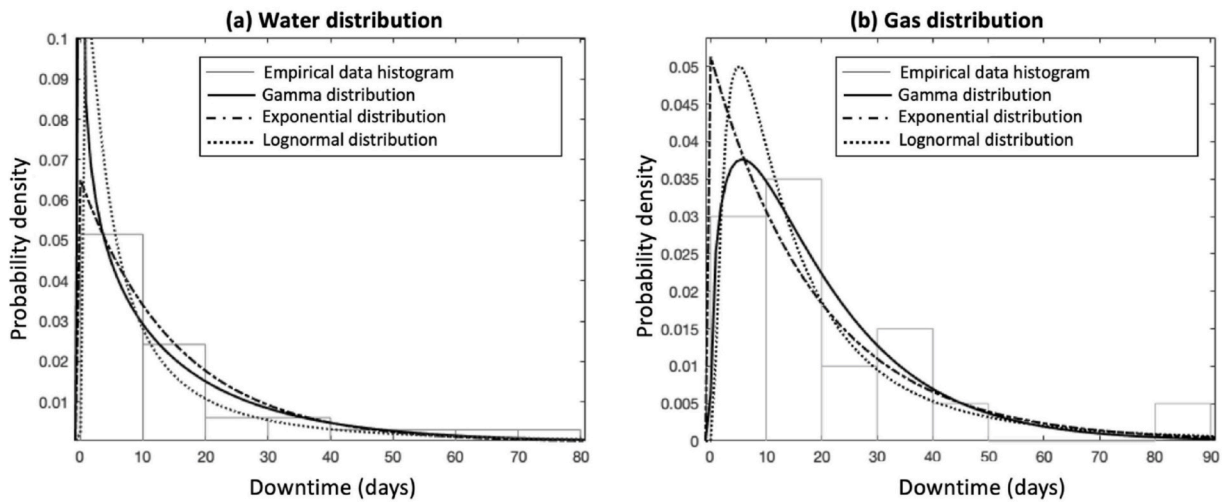 (a) Water distribution
0.1
0.09
0.08
0.07
0.06
0.05
0.04
0.03
0.02
0.01
Probability density
Empirical data histogram
Gamma distribution
Exponential distribution
Lognormal distribution
0 10 20 30 40 50 60 70 80
Downtime (days)
(b) Gas distribution
0.05
0.045
0.04
0.035
0.03
0.025
0.02
0.015
0.01
0.005
0
Probability density
Empirical data histogram
Gamma distribution
Exponential distribution
Lognormal distribution
0 10 20 30 40 50 60 70 80 90
Downtime (days)